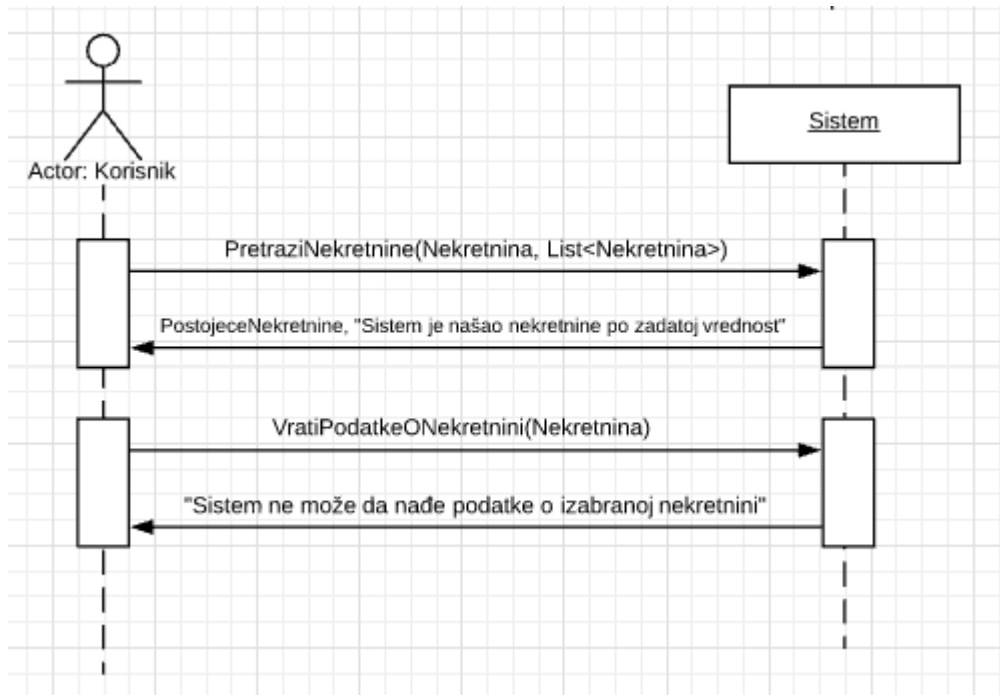 Sistem
Actor: Korisnik
PretraziNekretnine(Nekretnina, List<Nekretnina>)
PostojeceNekretnine, "Sistem je našao nekretnine po zadatoj vrednost"
VratiPodatkeONekretnini(Nekretnina)
"Sistem ne može da nađe podatke o izabranoj nekretnini"